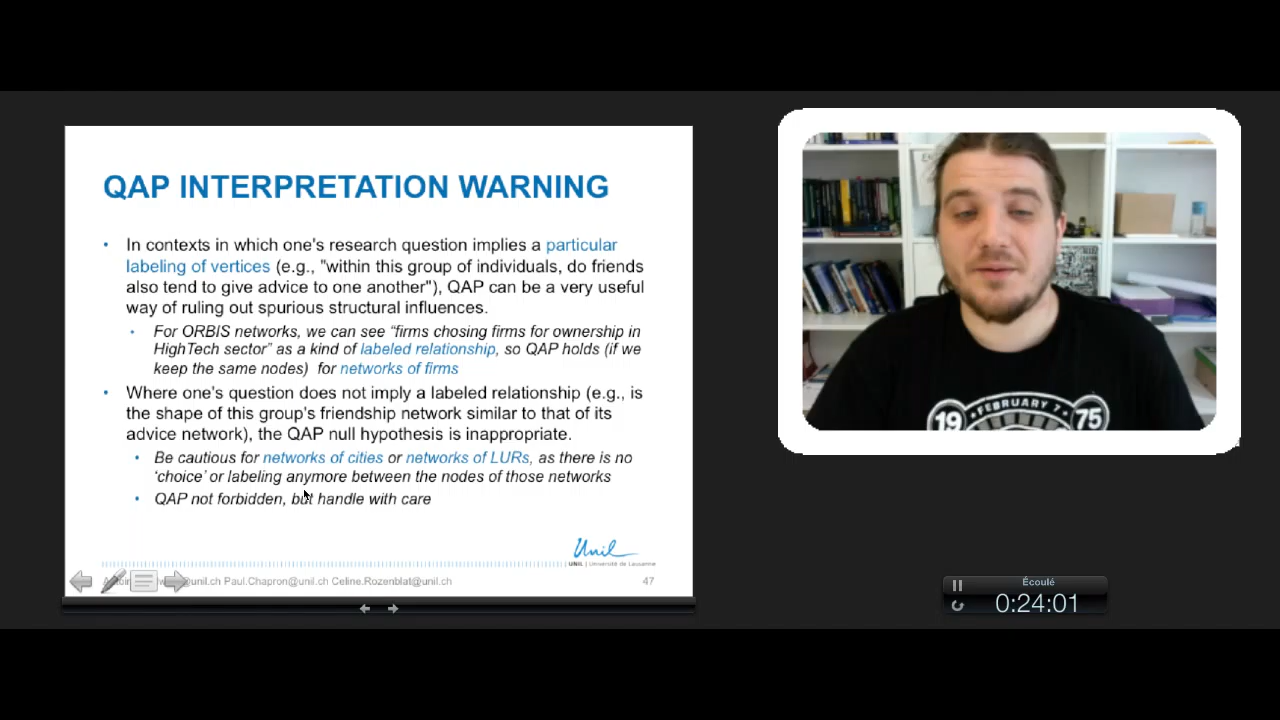 QAP INTERPRETATION WARNING
• In contexts in which one's research question implies a particular
labeling of vertices (e.g., "within this group of individuals, do friends
also tend to give advice to one another"), QAP can be a very useful
way of ruling out spurious structural influences.
• For ORBIS networks, we can see “firms chosing firms for ownership in
HighTech sector” as a kind of labeled relationship, so QAP holds (if we
keep the same nodes) for networks of firms
• Where one's question does not imply a labeled relationship (e.g., is
the shape of this group's friendship network similar to that of its
advice network), the QAP null hypothesis is inappropriate.
• Be cautious for networks of cities or networks of LURs, as there is no
‘choice’ or labeling anymore between the nodes of those networks
• QAP not forbidden, but handle with care
Unil
UNIL | Université de Lausanne
@unil.ch Paul.Chapron@unil.ch Celine.Rozenblat@unil.ch
47
19 FEBRUARY 7 75
Écoulé
0:24:01